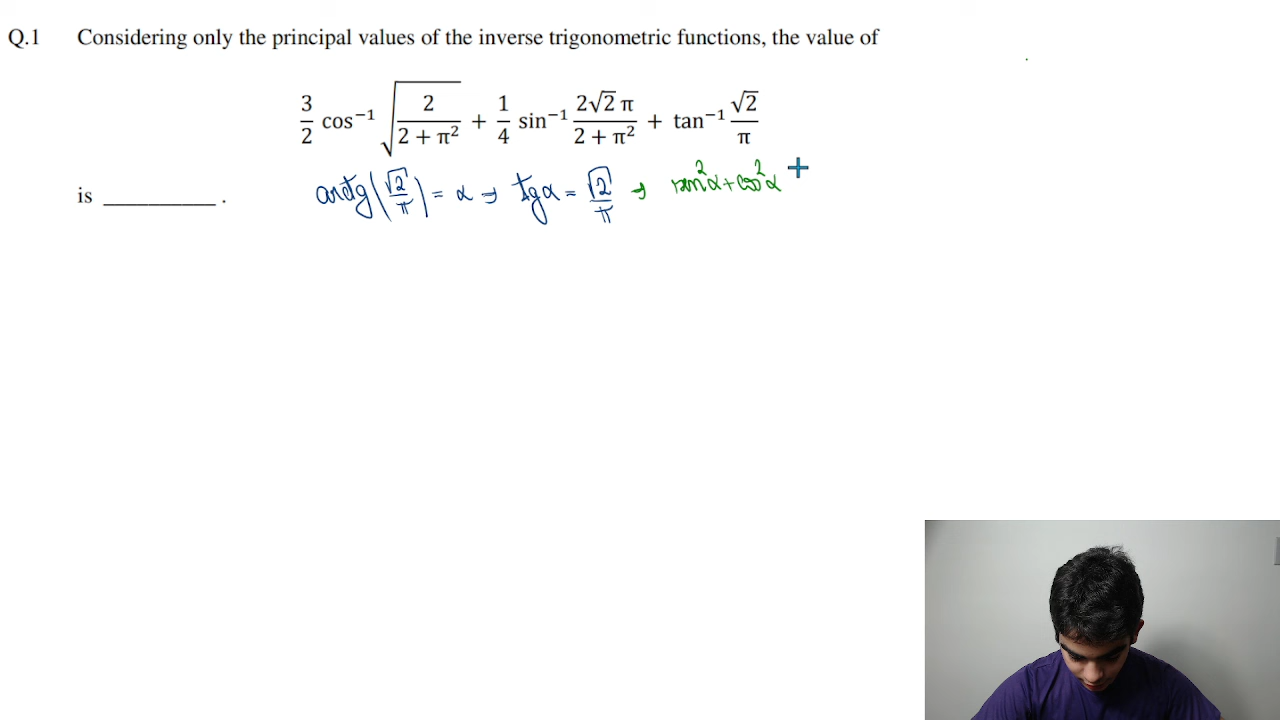 Q.1 Considering only the principal values of the inverse trigonometric functions, the value of
3/2 cos⁻¹ √(2/(2 + π²)) + 1/4 sin⁻¹ (2√2 π)/(2 + π²) + tan⁻¹ √2/π
is __________ .
arctg(√2/π) = α ⇒ tgα = √2/π → sen²α + cos²α